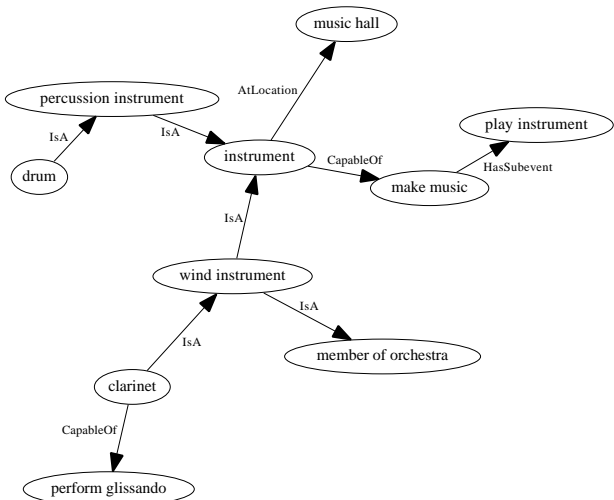 music hall
AtLocation
percussion instrument
play instrument
IsA
IsA
instrument
CapableOf
HasSubevent
drum
make music
IsA
wind instrument
IsA
IsA
member of orchestra
clarinet
CapableOf
perform glissando